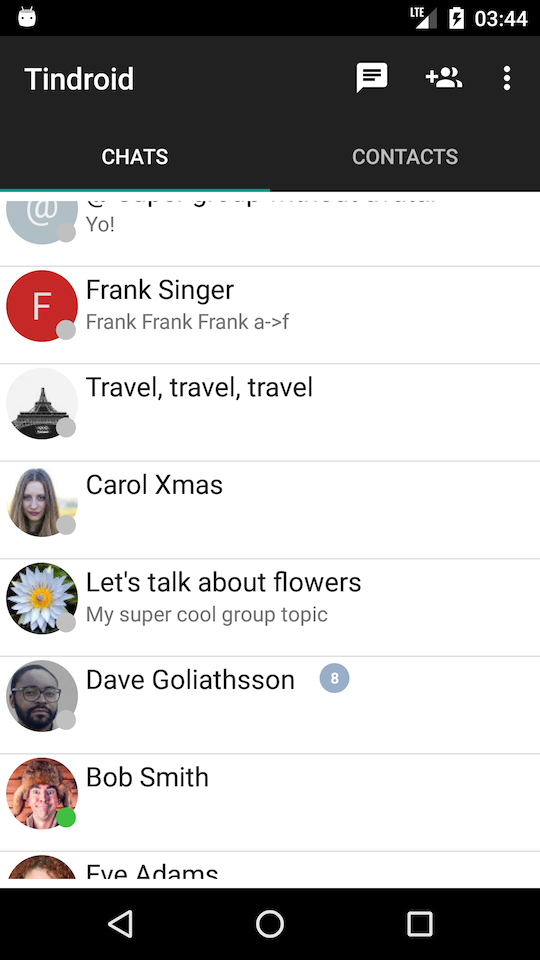 LTE 03:44
Tindroid
CHATS CONTACTS
@
Yo!
F
Frank Singer
Frank Frank Frank a->f
Travel, travel, travel
Carol Xmas
Let's talk about flowers
My super cool group topic
Dave Goliathsson 8
Bob Smith
Eve Adams